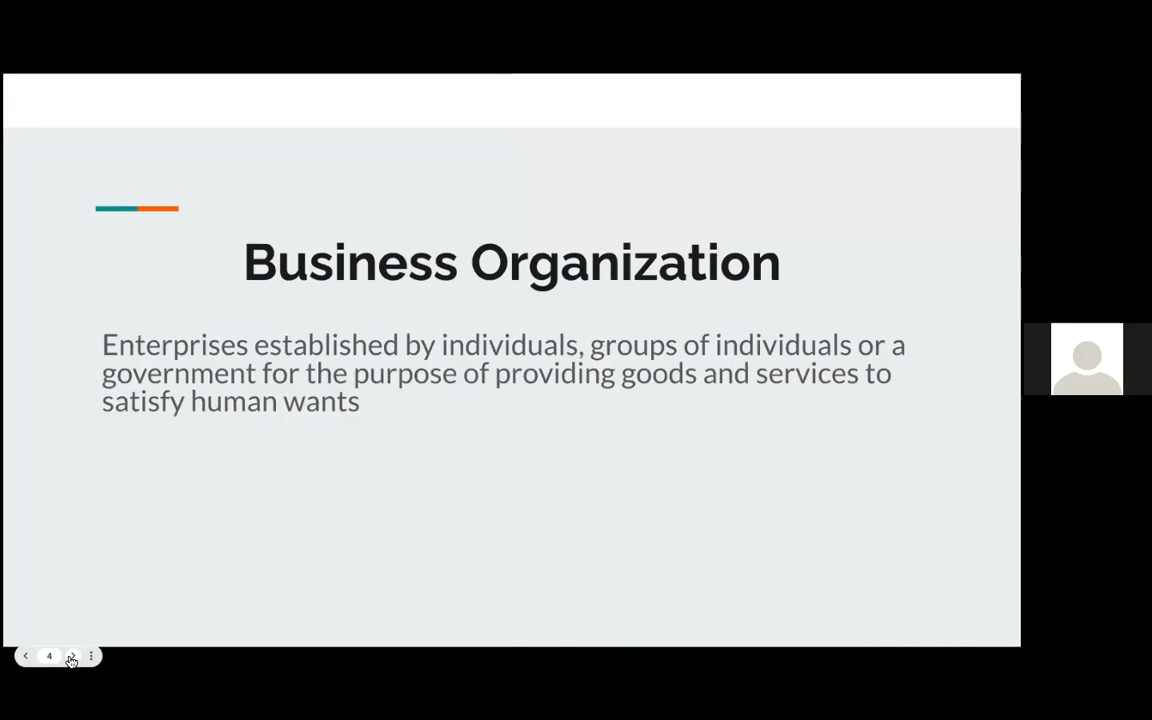 Business Organization
Enterprises established by individuals, groups of individuals or a
government for the purpose of providing goods and services to
satisfy human wants
4